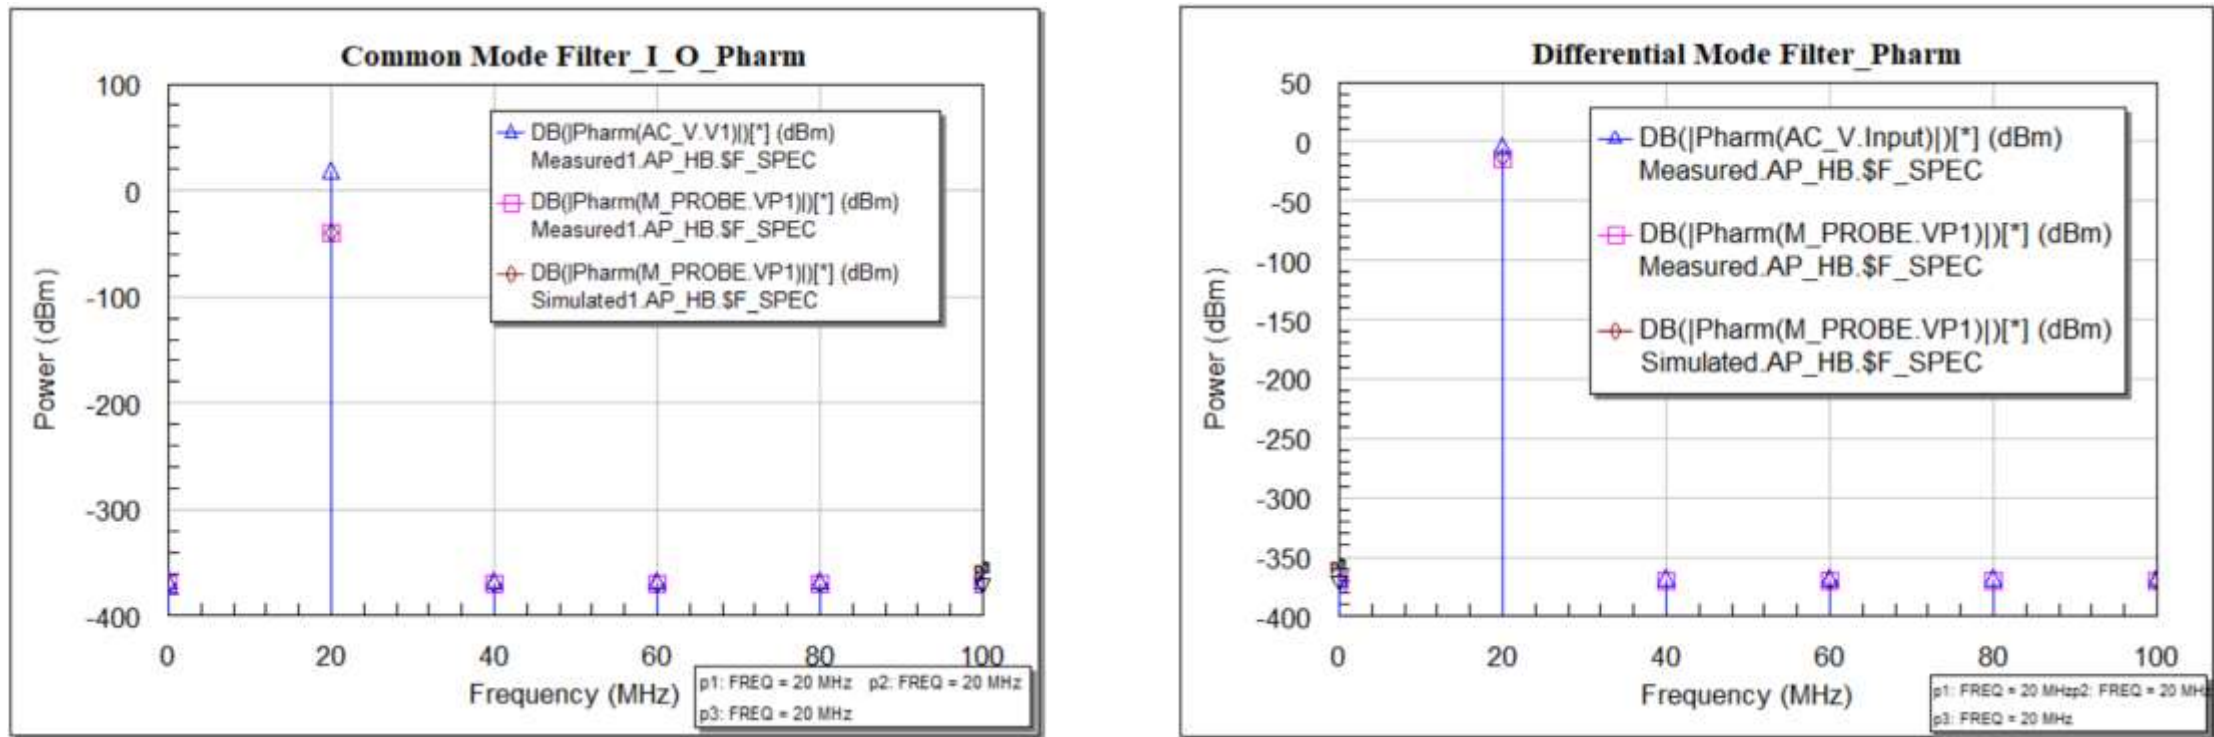 Common Mode Filter_I_O_Pharm
100
0
-100
-200
-300
-400
Power (dBm)
DB(|Pharm(AC_V.V1)|)[*] (dBm)
Measured1.AP_HB.$F_SPEC
DB(|Pharm(M_PROBE.VP1)|)[*] (dBm)
Measured1.AP_HB.$F_SPEC
DB(|Pharm(M_PROBE.VP1)|)[*] (dBm)
Simulated1.AP_HB.$F_SPEC
0 20 40 60 80 100
Frequency (MHz)
p1: FREQ = 20 MHz p2: FREQ = 20 MHz
p3: FREQ = 20 MHz
Differential Mode Filter_Pharm
50
0
-50
-100
-150
-200
-250
-300
-350
-400
Power (dBm)
DB(|Pharm(AC_V.Input)|)[*] (dBm)
Measured.AP_HB.$F_SPEC
DB(|Pharm(M_PROBE.VP1)|)[*] (dBm)
Measured.AP_HB.$F_SPEC
DB(|Pharm(M_PROBE.VP1)|)[*] (dBm)
Simulated.AP_HB.$F_SPEC
0 20 40 60 80 100
Frequency (MHz)
p1: FREQ = 20 MHzp2: FREQ = 20 MH
p3: FREQ = 20 MHz